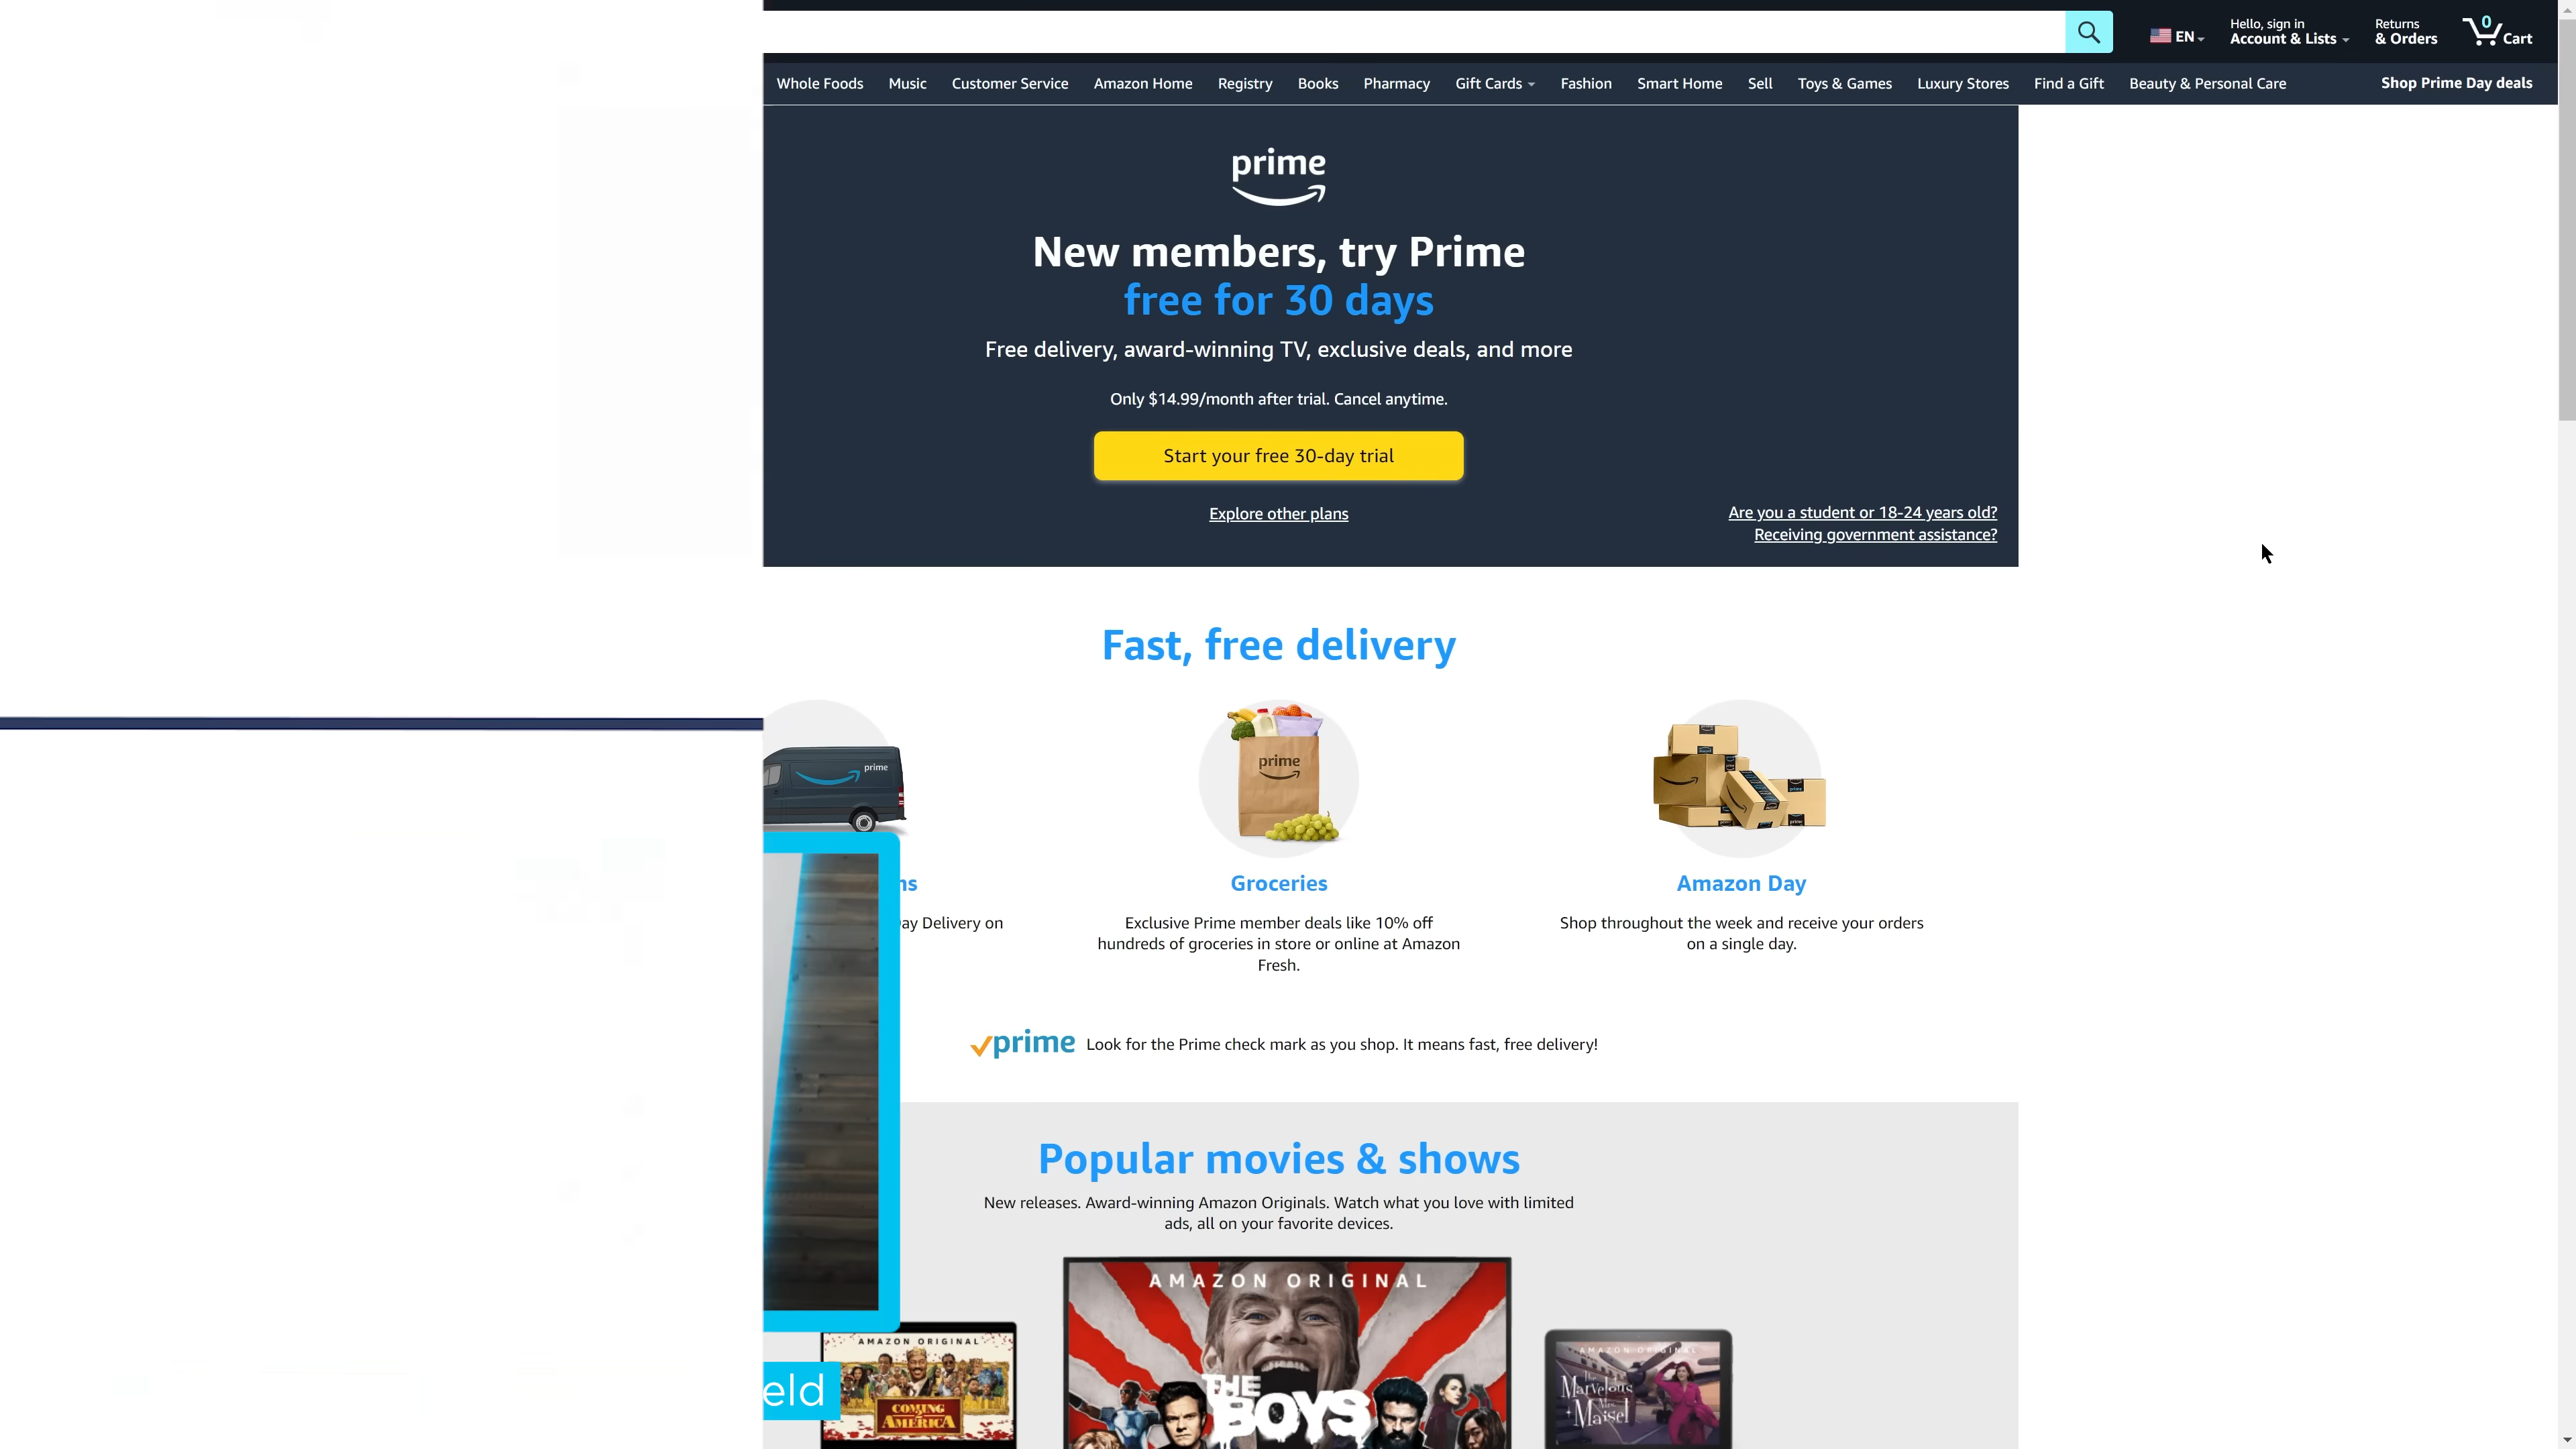 0
EN
Hello, sign in
Account & Lists
Returns
& Orders
Cart
Whole Foods Music Customer Service Amazon Home Registry Books Pharmacy Gift Cards Fashion Smart Home Sell Toys & Games Luxury Stores Find a Gift Beauty & Personal Care Shop Prime Day deals
prime
New members, try Prime
free for 30 days
Free delivery, award-winning TV, exclusive deals, and more
Only $14.99/month after trial. Cancel anytime.
Start your free 30-day trial
Explore other plans
Are you a student or 18-24 years old?
Receiving government assistance?
Fast, free delivery
prime
prime
Groceries
Amazon Day
Delivery on
Exclusive Prime member deals like 10% off
hundreds of groceries in store or online at Amazon
Fresh.
Shop throughout the week and receive your orders
on a single day.
prime Look for the Prime check mark as you shop. It means fast, free delivery!
Popular movies & shows
New releases. Award-winning Amazon Originals. Watch what you love with limited
ads, all on your favorite devices.
AMAZON ORIGINAL
THE
BOYS
AMAZON ORIGINAL
COMING
2
AMERICA
AMAZON ORIGINAL
The
Marvelous
Mrs.
Maisel
eld